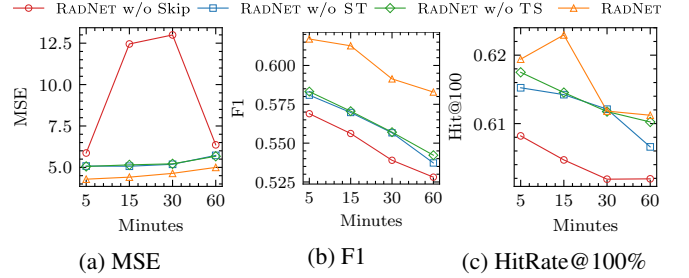 RADNET w/o Skip RADNET w/o ST RADNET w/o TS RADNET
12.5
10.0
7.5
5.0
MSE
5 15 30 60
Minutes
(a) MSE
0.600
0.575
0.550
0.525
F1
5 15 30 60
Minutes
(b) F1
0.62
0.61
Hit@100
5 15 30 60
Minutes
(c) HitRate@100%